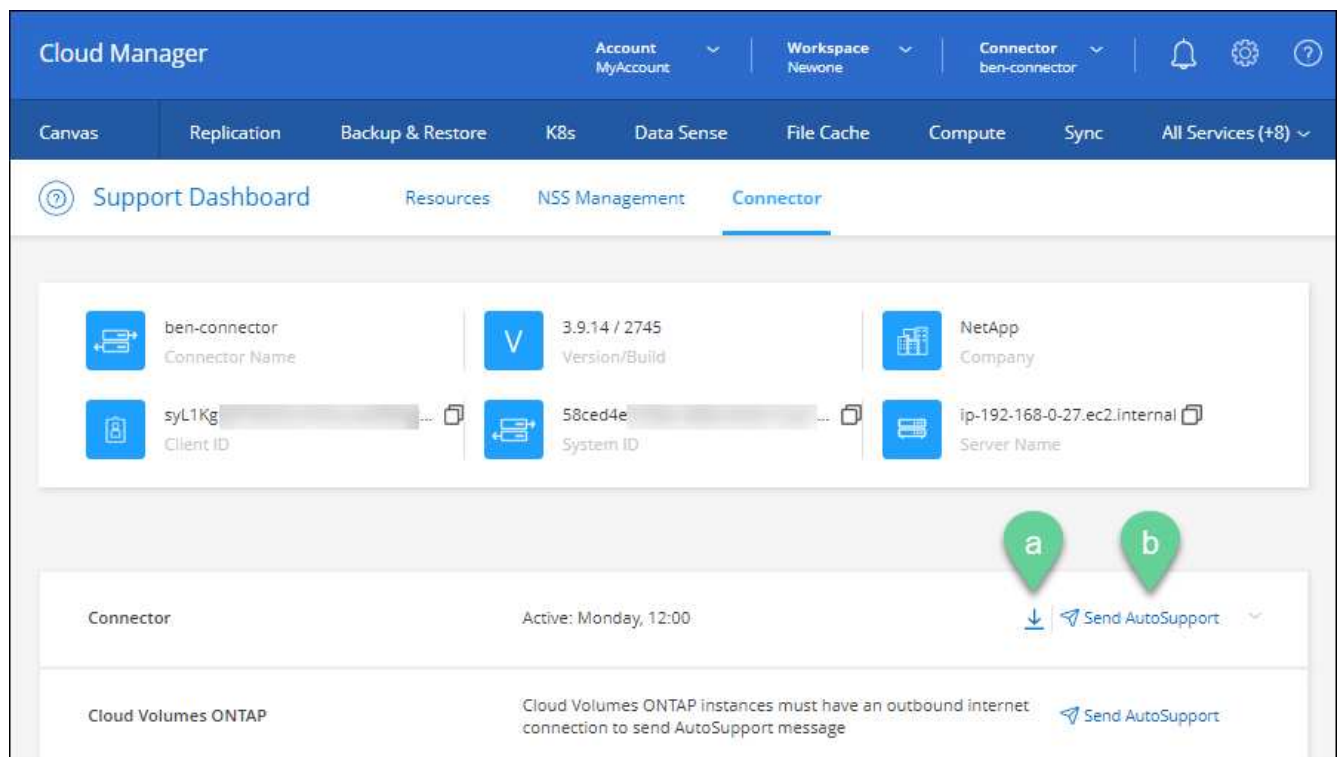 Cloud Manager
Account
MyAccount
Workspace
Newone
Connector
ben-connector
Canvas
Replication
Backup & Restore
K8s
Data Sense
File Cache
Compute
Sync
All Services (+8)
Support Dashboard
Resources
NSS Management
Connector
ben-connector
Connector Name
V
3.9.14 / 2745
Version/Build
NetApp
Company
syL1Kg ...
Client ID
58ced4e ...
System ID
ip-192-168-0-27.ec2.internal
Server Name
a
b
Connector
Active: Monday, 12:00
Send AutoSupport
Cloud Volumes ONTAP
Cloud Volumes ONTAP instances must have an outbound internet
connection to send AutoSupport message
Send AutoSupport